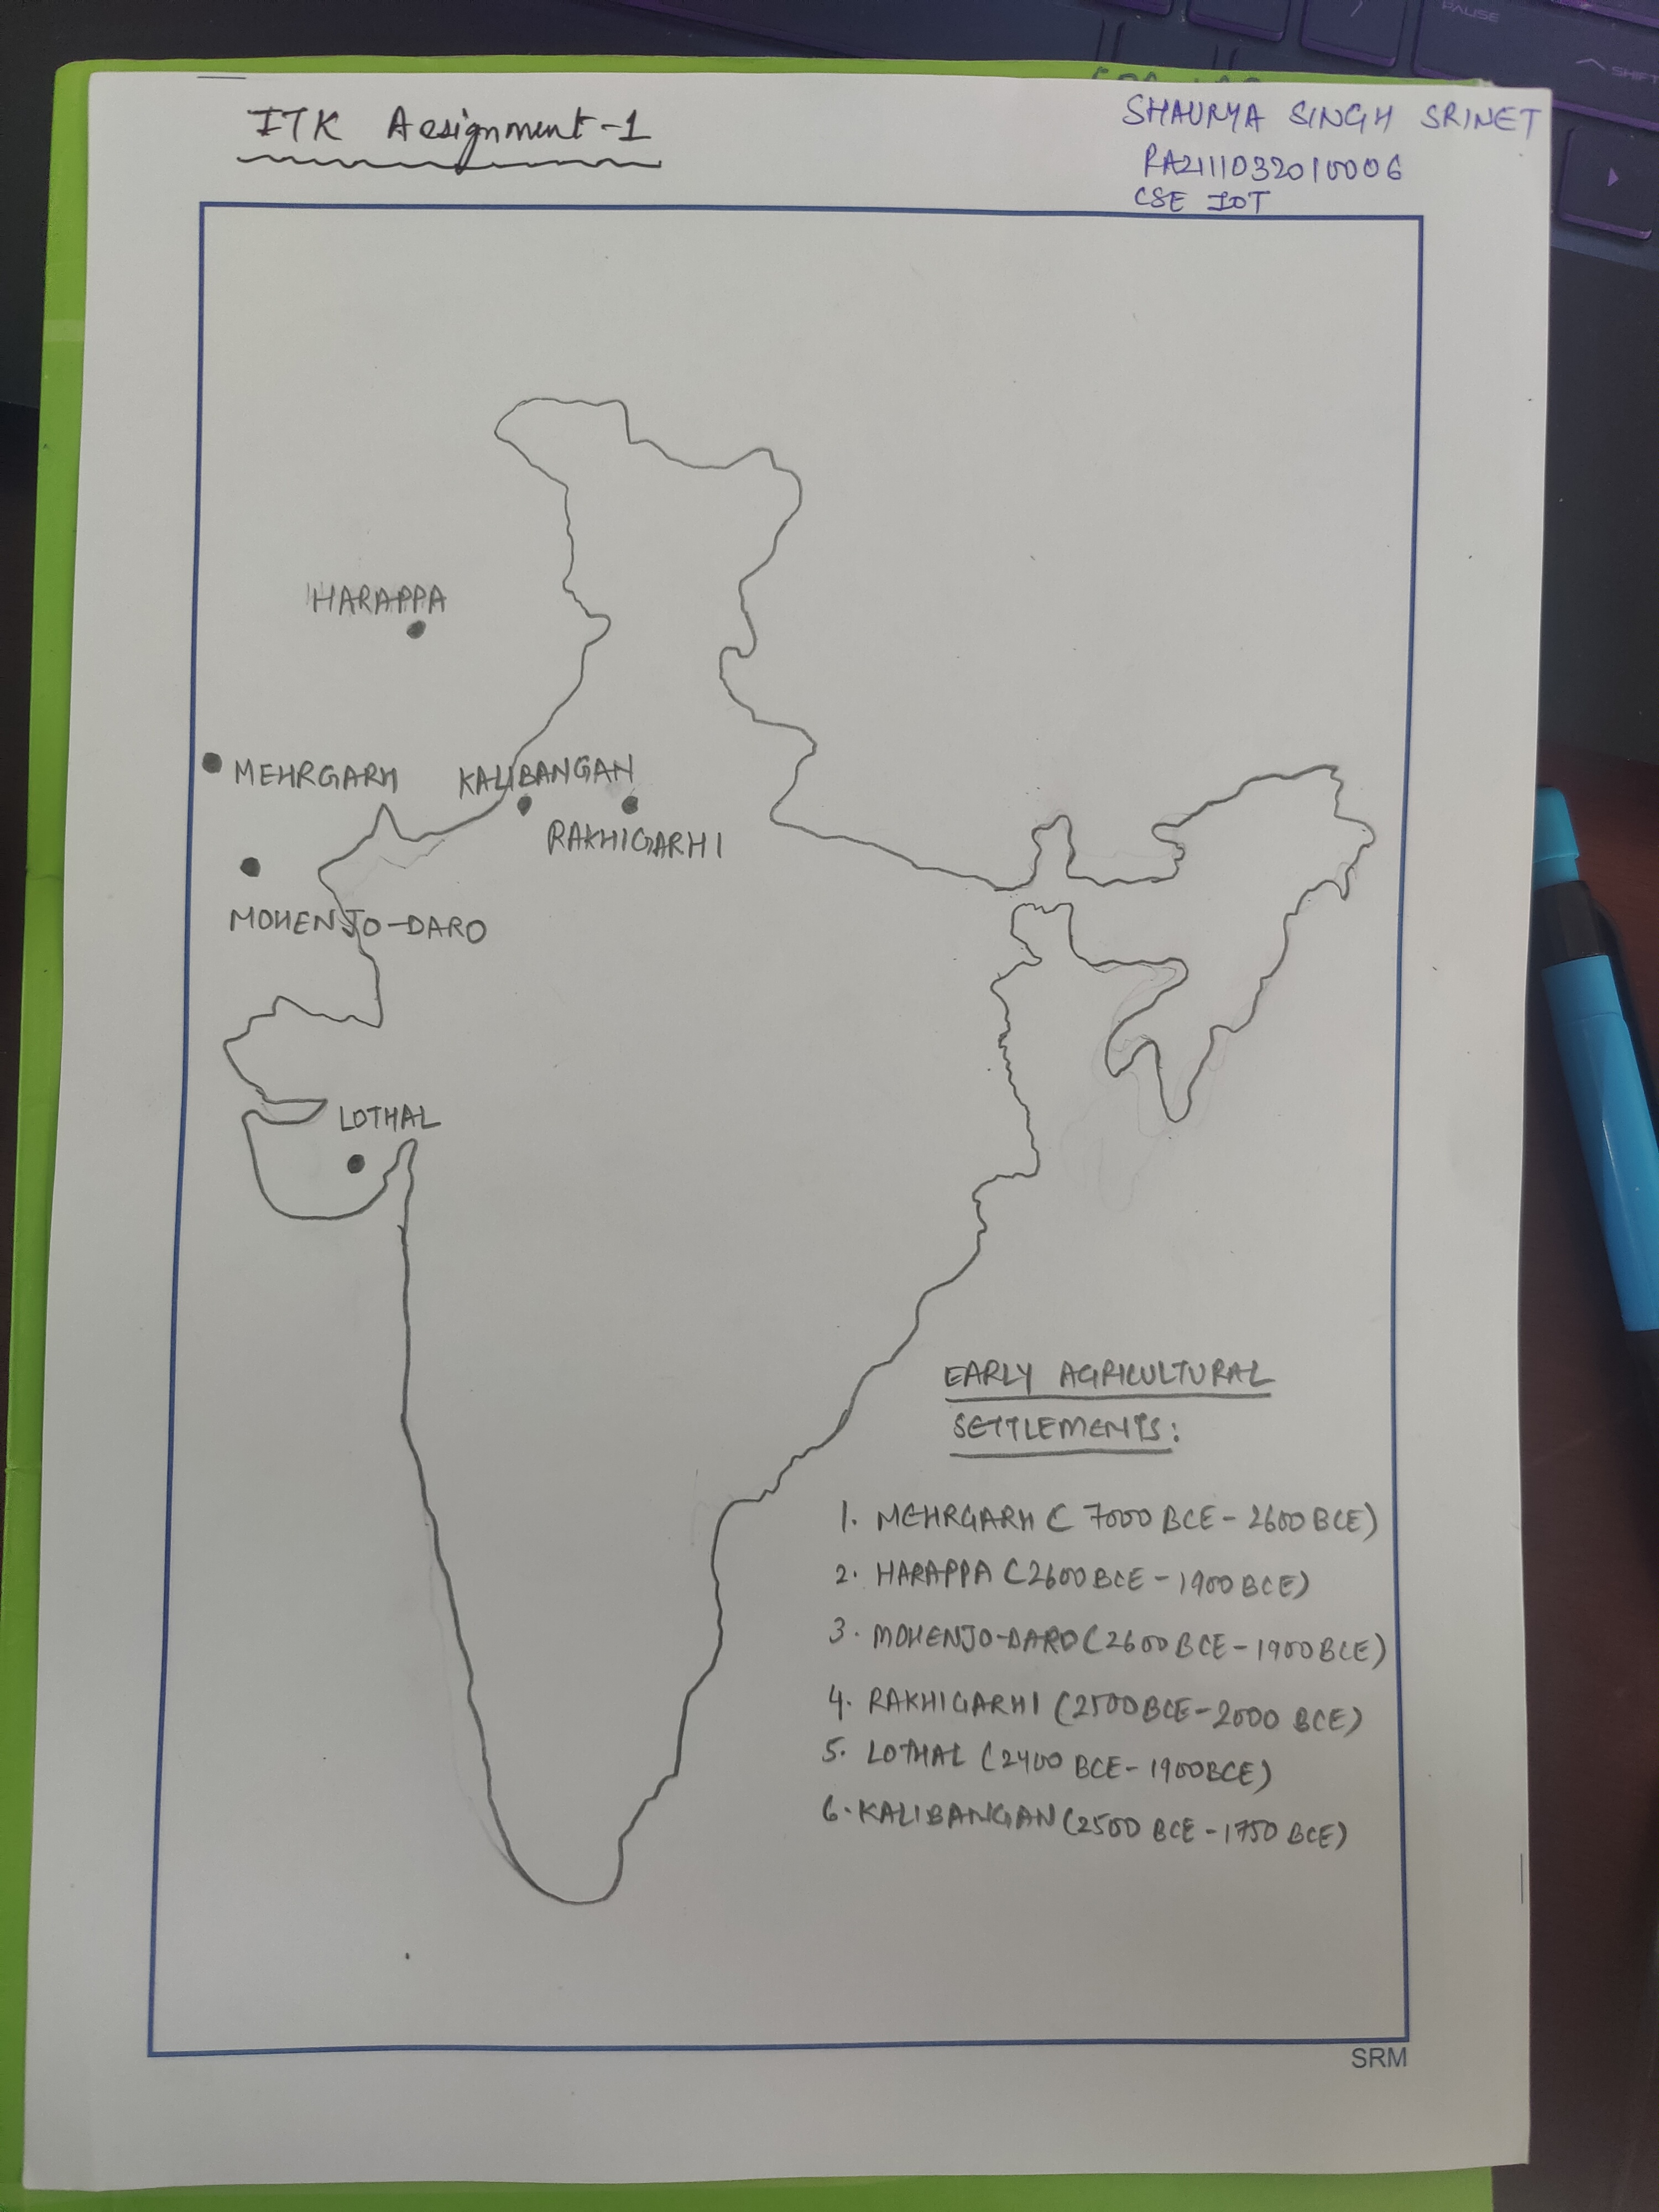 ITK Assignment-1
SHAURYA SINGH SRINET
RA2111032010006
CSE IOT
HARAPPA
MEHRGARH
KALIBANGAN
RAKHIGARHI
MOHENJO-DARO
LOTHAL
EARLY AGRICULTURAL
SETTLEMENTS:
1. MEHRGARH ( 7000 BCE - 2600 BCE)
2. HARAPPA (2600 BCE - 1900 BCE)
3. MOHENJO-DARO (2600 BCE - 1900 BCE)
4. RAKHIGARHI (2500 BCE - 2000 BCE)
5. LOTHAL (2400 BCE - 1900 BCE)
6. KALIBANGAN (2500 BCE - 1750 BCE)
SRM
PAUSE
SHIFT